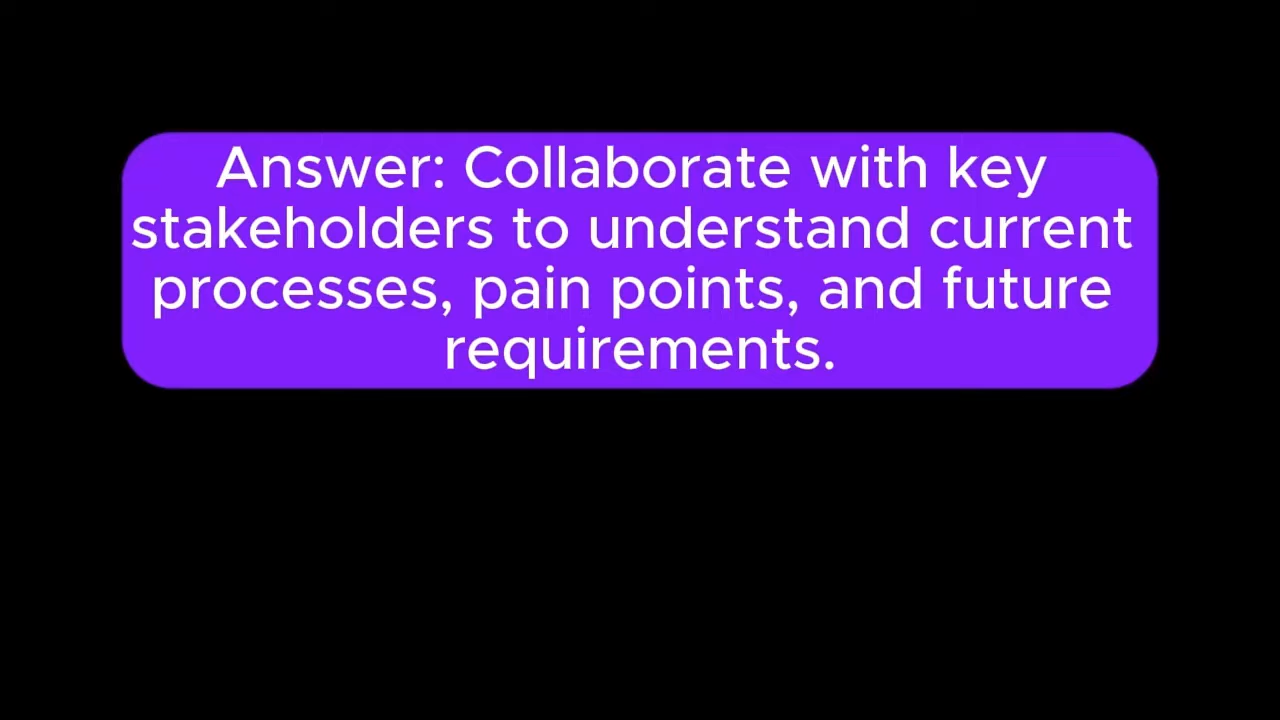 Answer: Collaborate with key
stakeholders to understand current
processes, pain points, and future
requirements.